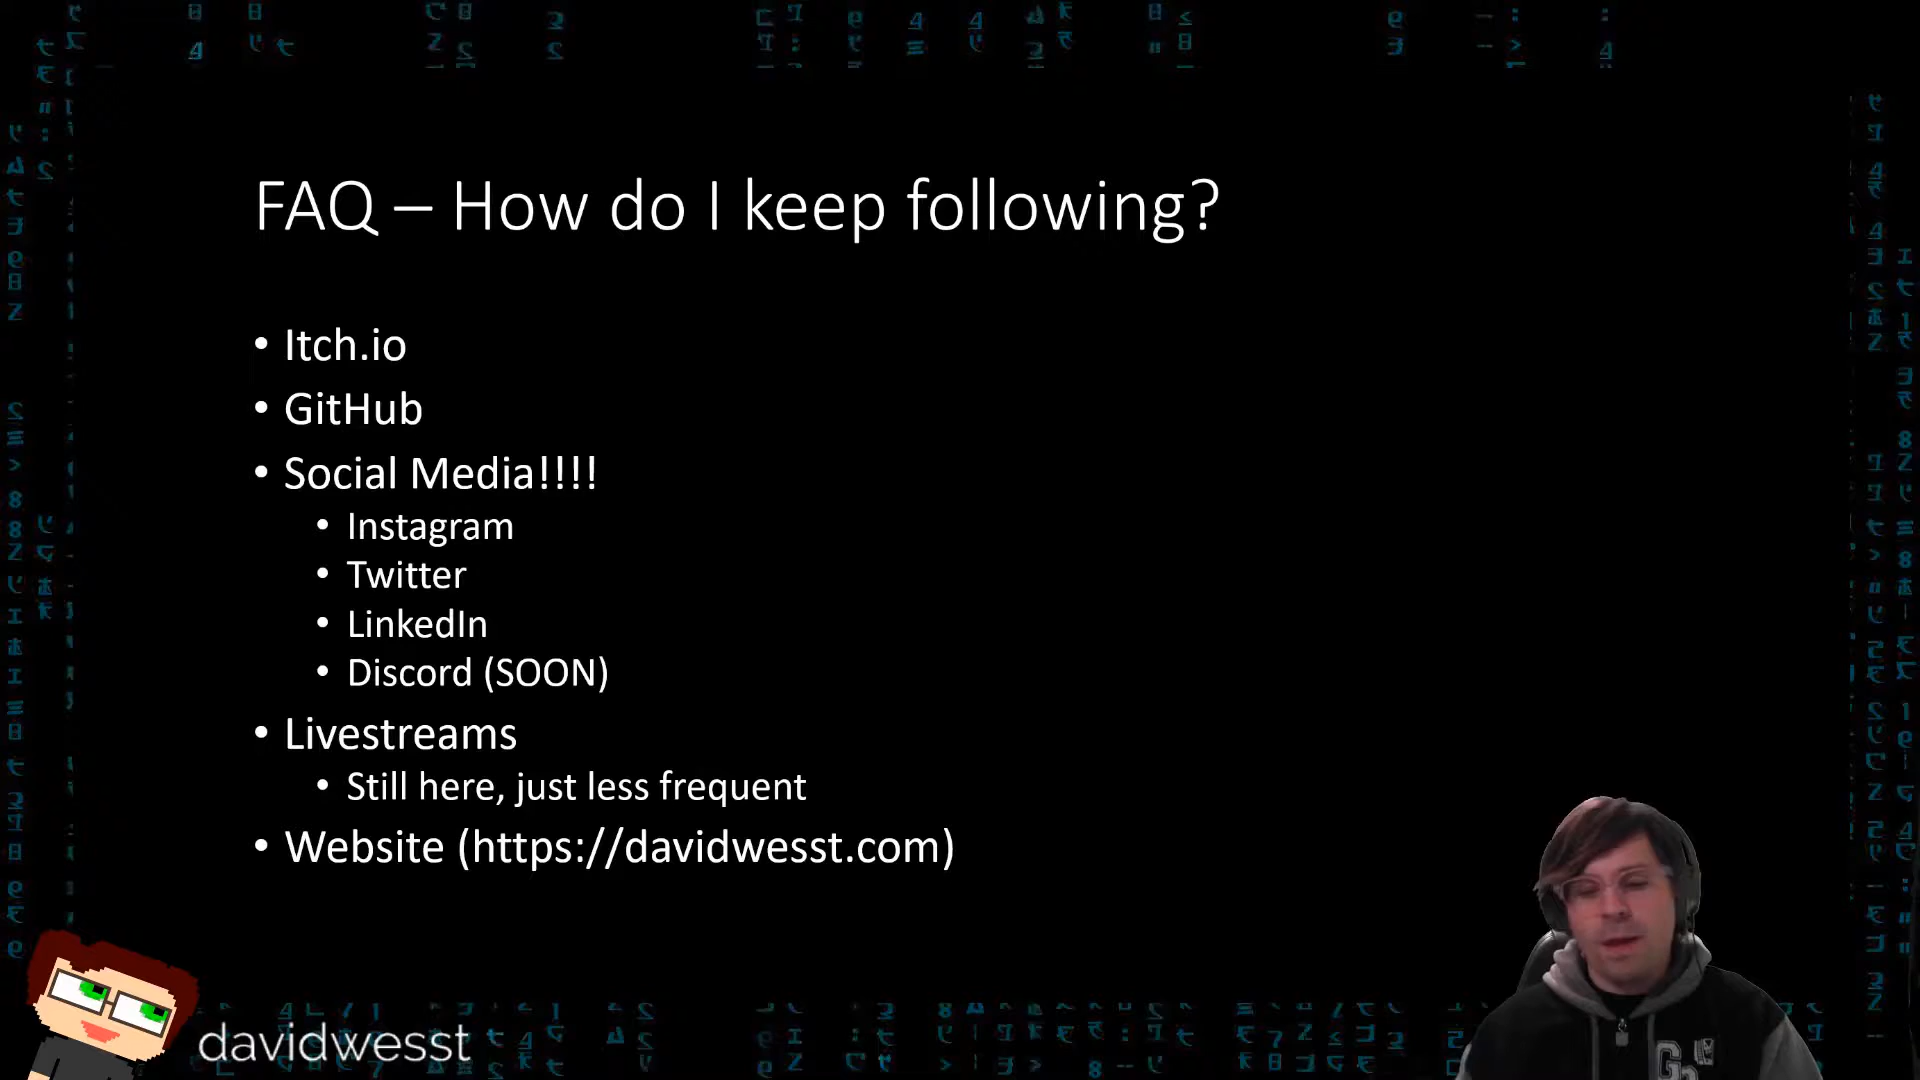 FAQ – How do I keep following?
• Itch.io
• GitHub
• Social Media!!!!
• Instagram
• Twitter
• LinkedIn
• Discord (SOON)
• Livestreams
• Still here, just less frequent
• Website (https://davidwesst.com)
davidwesst